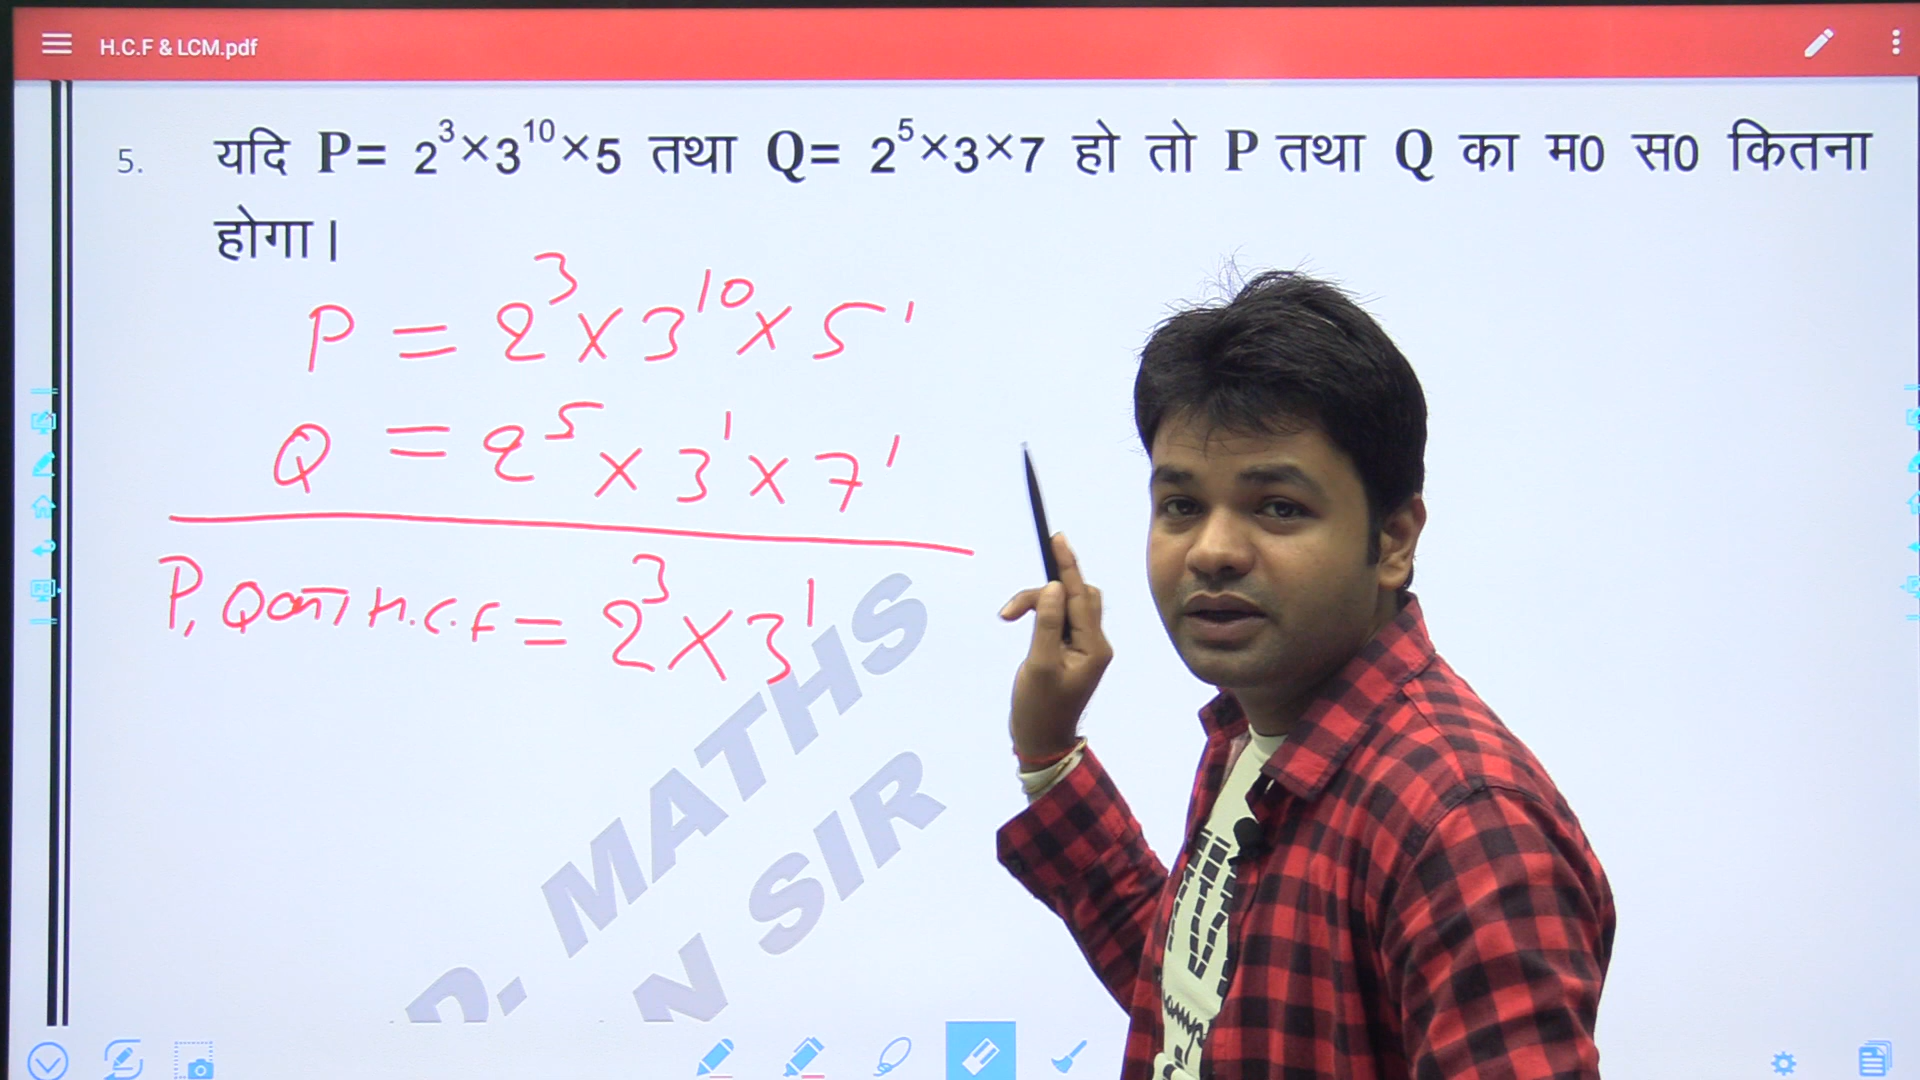 H.C.F & LCM.pdf
5. यदि P= 2³×3¹⁰×5 तथा Q= 2⁵×3×7 हो तो P तथा Q का म0 स0 कितना
होगा।
P = 2³ × 3¹⁰ × 5¹
Q = 2⁵ × 3¹ × 7¹
P, Q का H.C.F = 2³ × 3¹
D. MATHS
N SIR